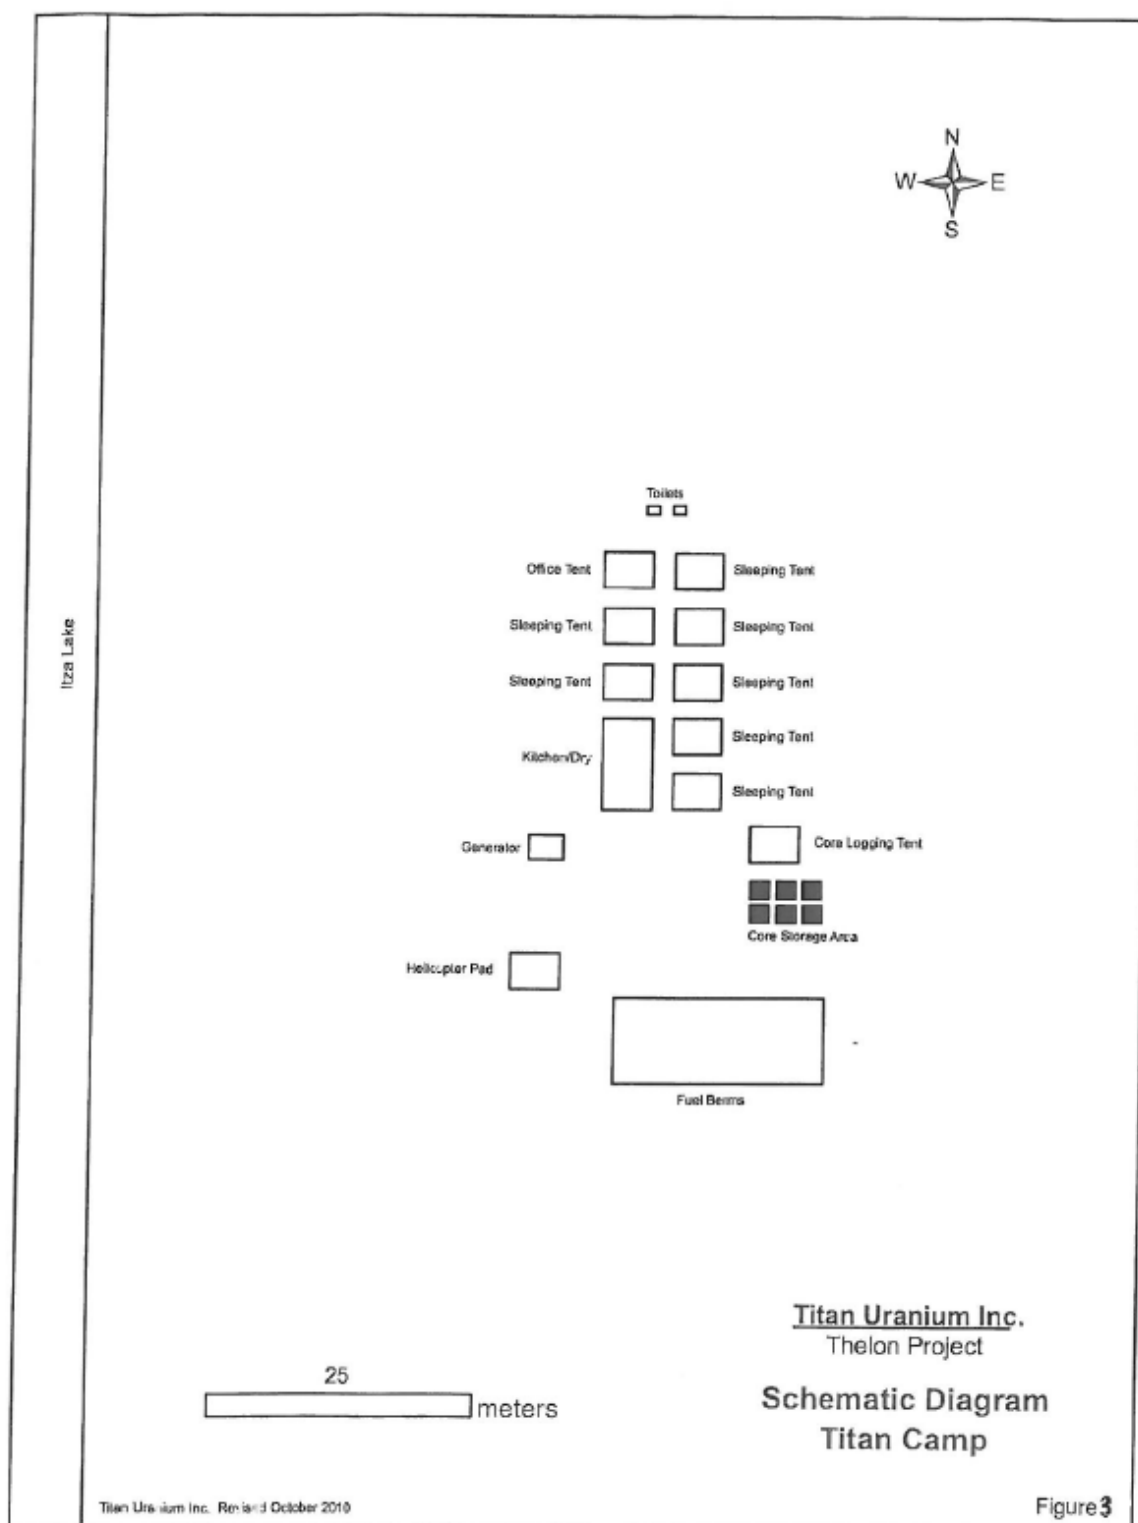 N
W E
S
Toilets
Office Tent Sleeping Tent
Sleeping Tent Sleeping Tent
Itza Lake
Sleeping Tent Sleeping Tent
Sleeping Tent
Kitchen/Dry
Sleeping Tent
Generator Core Logging Tent
Core Storage Area
Helicopter Pad
Fuel Berms
Titan Uranium Inc.
Thelon Project
25
meters
Schematic Diagram
Titan Camp
Titan Uranium Inc. Revised October 2010
Figure 3